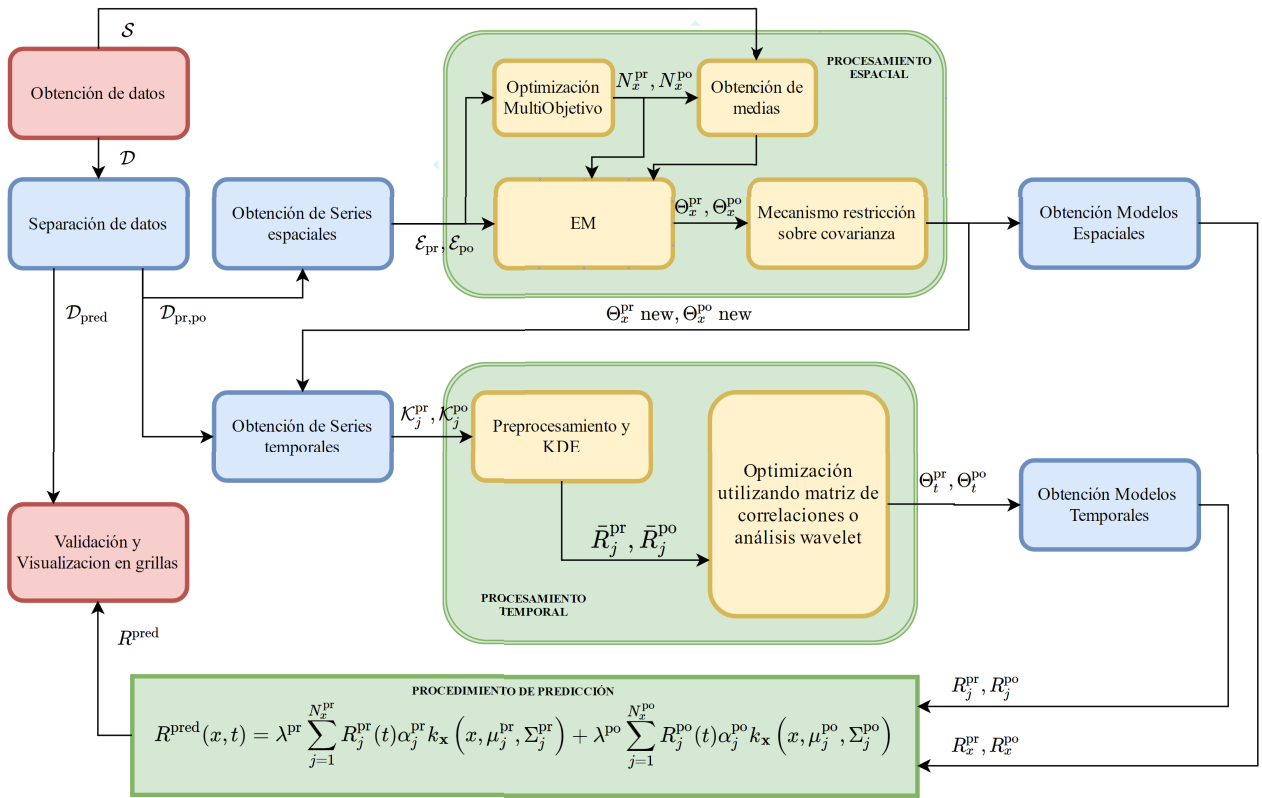 𝒮
Obtención de datos
𝒟
Separación de datos
𝒟_pred
𝒟_pr,po
Obtención de Series
espaciales
ℰ_pr, ℰ_po
PROCESAMIENTO
ESPACIAL
Optimización
MultiObjetivo
N_x^pr, N_x^po
Obtención de
medias
EM
Θ_x^pr, Θ_x^po
Mecanismo restricción
sobre covarianza
Obtención Modelos
Espaciales
Θ_x^pr new, Θ_x^po new
Obtención de Series
temporales
𝒦_j^pr, 𝒦_j^po
Preprocesamiento y
KDE
R̄_j^pr, R̄_j^po
Optimización
utilizando matriz de
correlaciones o
análisis wavelet
PROCESAMIENTO
TEMPORAL
Θ_t^pr, Θ_t^po
Obtención Modelos
Temporales
Validación y
Visualizacion en grillas
R^pred
R_j^pr, R_j^po
R_x^pr, R_x^po
PROCEDIMIENTO DE PREDICCIÓN
R^pred(x, t) = λ^pr ∑_{j=1}^{N_x^pr} R_j^pr(t) α_j^pr k_𝐱 (x, μ_j^pr, Σ_j^pr) + λ^po ∑_{j=1}^{N_x^po} R_j^po(t) α_j^po k_𝐱 (x, μ_j^po, Σ_j^po)